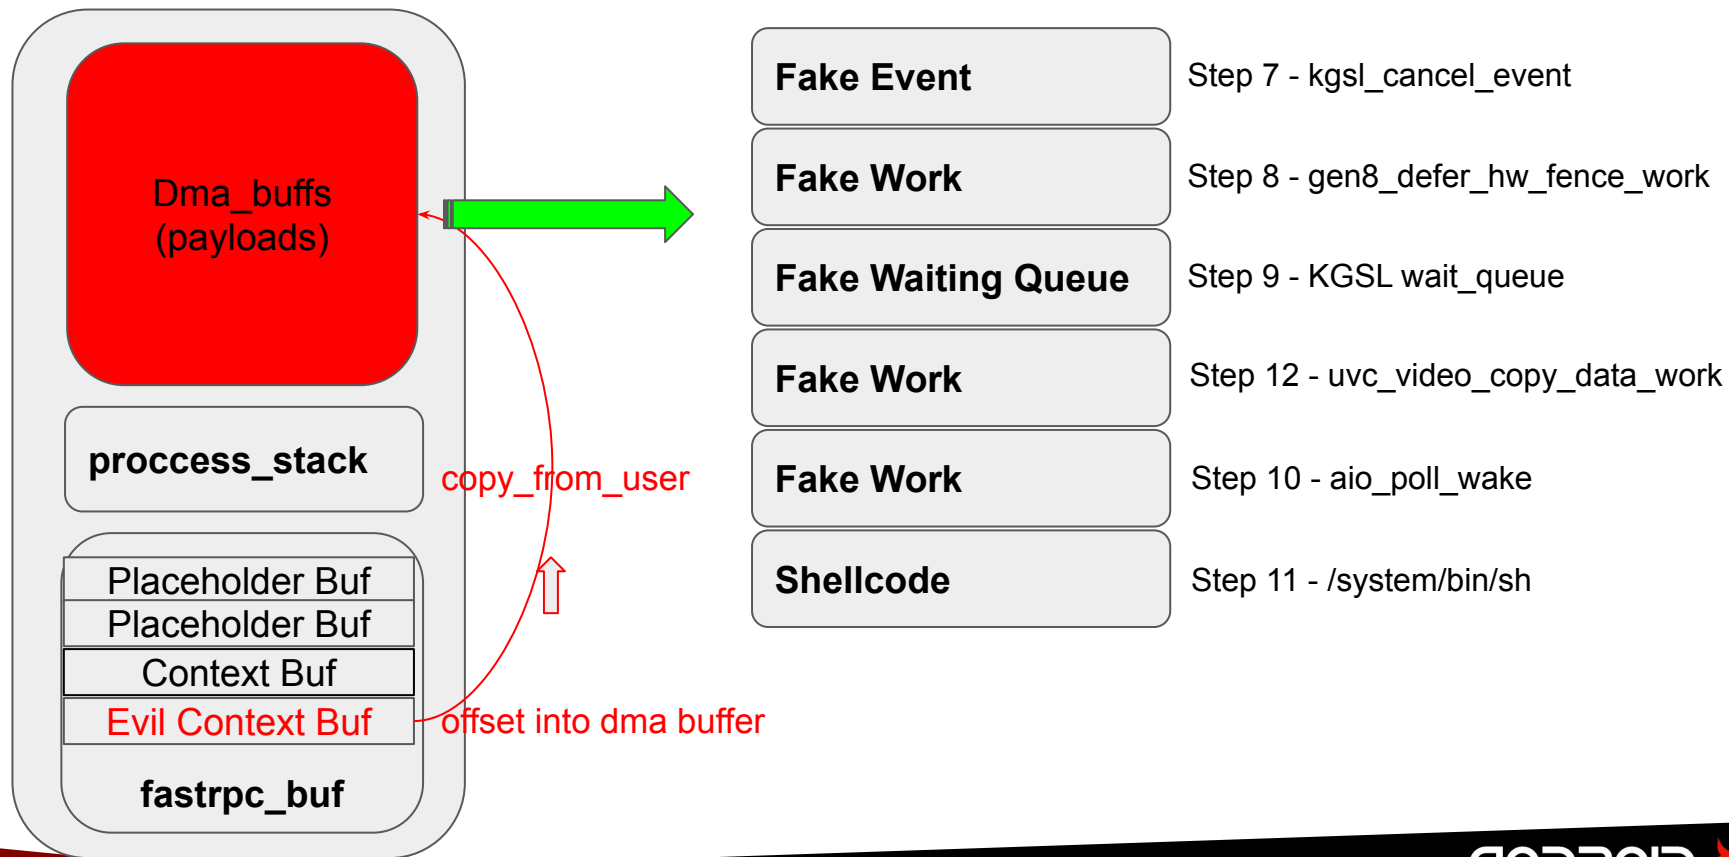 Dma_buffs
(payloads)
proccess_stack
copy_from_user
Placeholder Buf
Placeholder Buf
Context Buf
Evil Context Buf
offset into dma buffer
fastrpc_buf
Fake Event
Step 7 - kgsl_cancel_event
Fake Work
Step 8 - gen8_defer_hw_fence_work
Fake Waiting Queue
Step 9 - KGSL wait_queue
Fake Work
Step 12 - uvc_video_copy_data_work
Fake Work
Step 10 - aio_poll_wake
Shellcode
Step 11 - /system/bin/sh